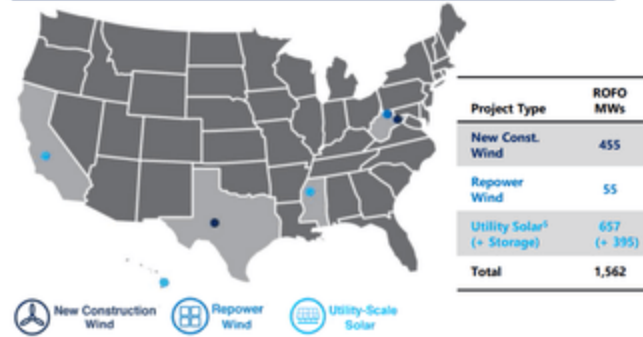 Project Type
ROFO
MWs
New Const.
Wind
455
Repower
Wind
55
Utility Solar⁵
(+ Storage)
657
(+ 395)
Total
1,562
New Construction
Wind
Repower
Wind
Utility-Scale
Solar